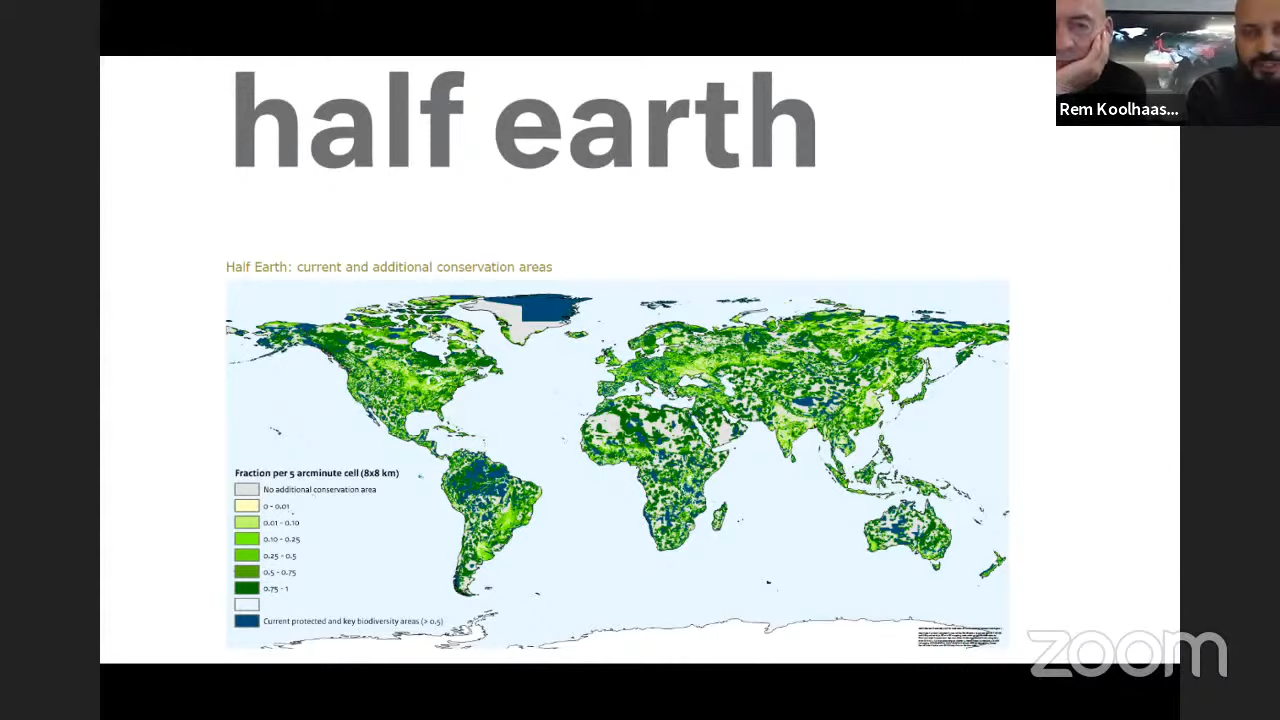 half earth
Rem Koolhaas...
Half Earth: current and additional conservation areas
Fraction per 5 arcminute cell (8x8 km)
No additional conservation area
0 - 0.01
0.01 - 0.10
0.10 - 0.25
0.25 - 0.5
0.5 - 0.75
0.75 - 1
Current protected and key biodiversity areas (> 0.5)
zoom